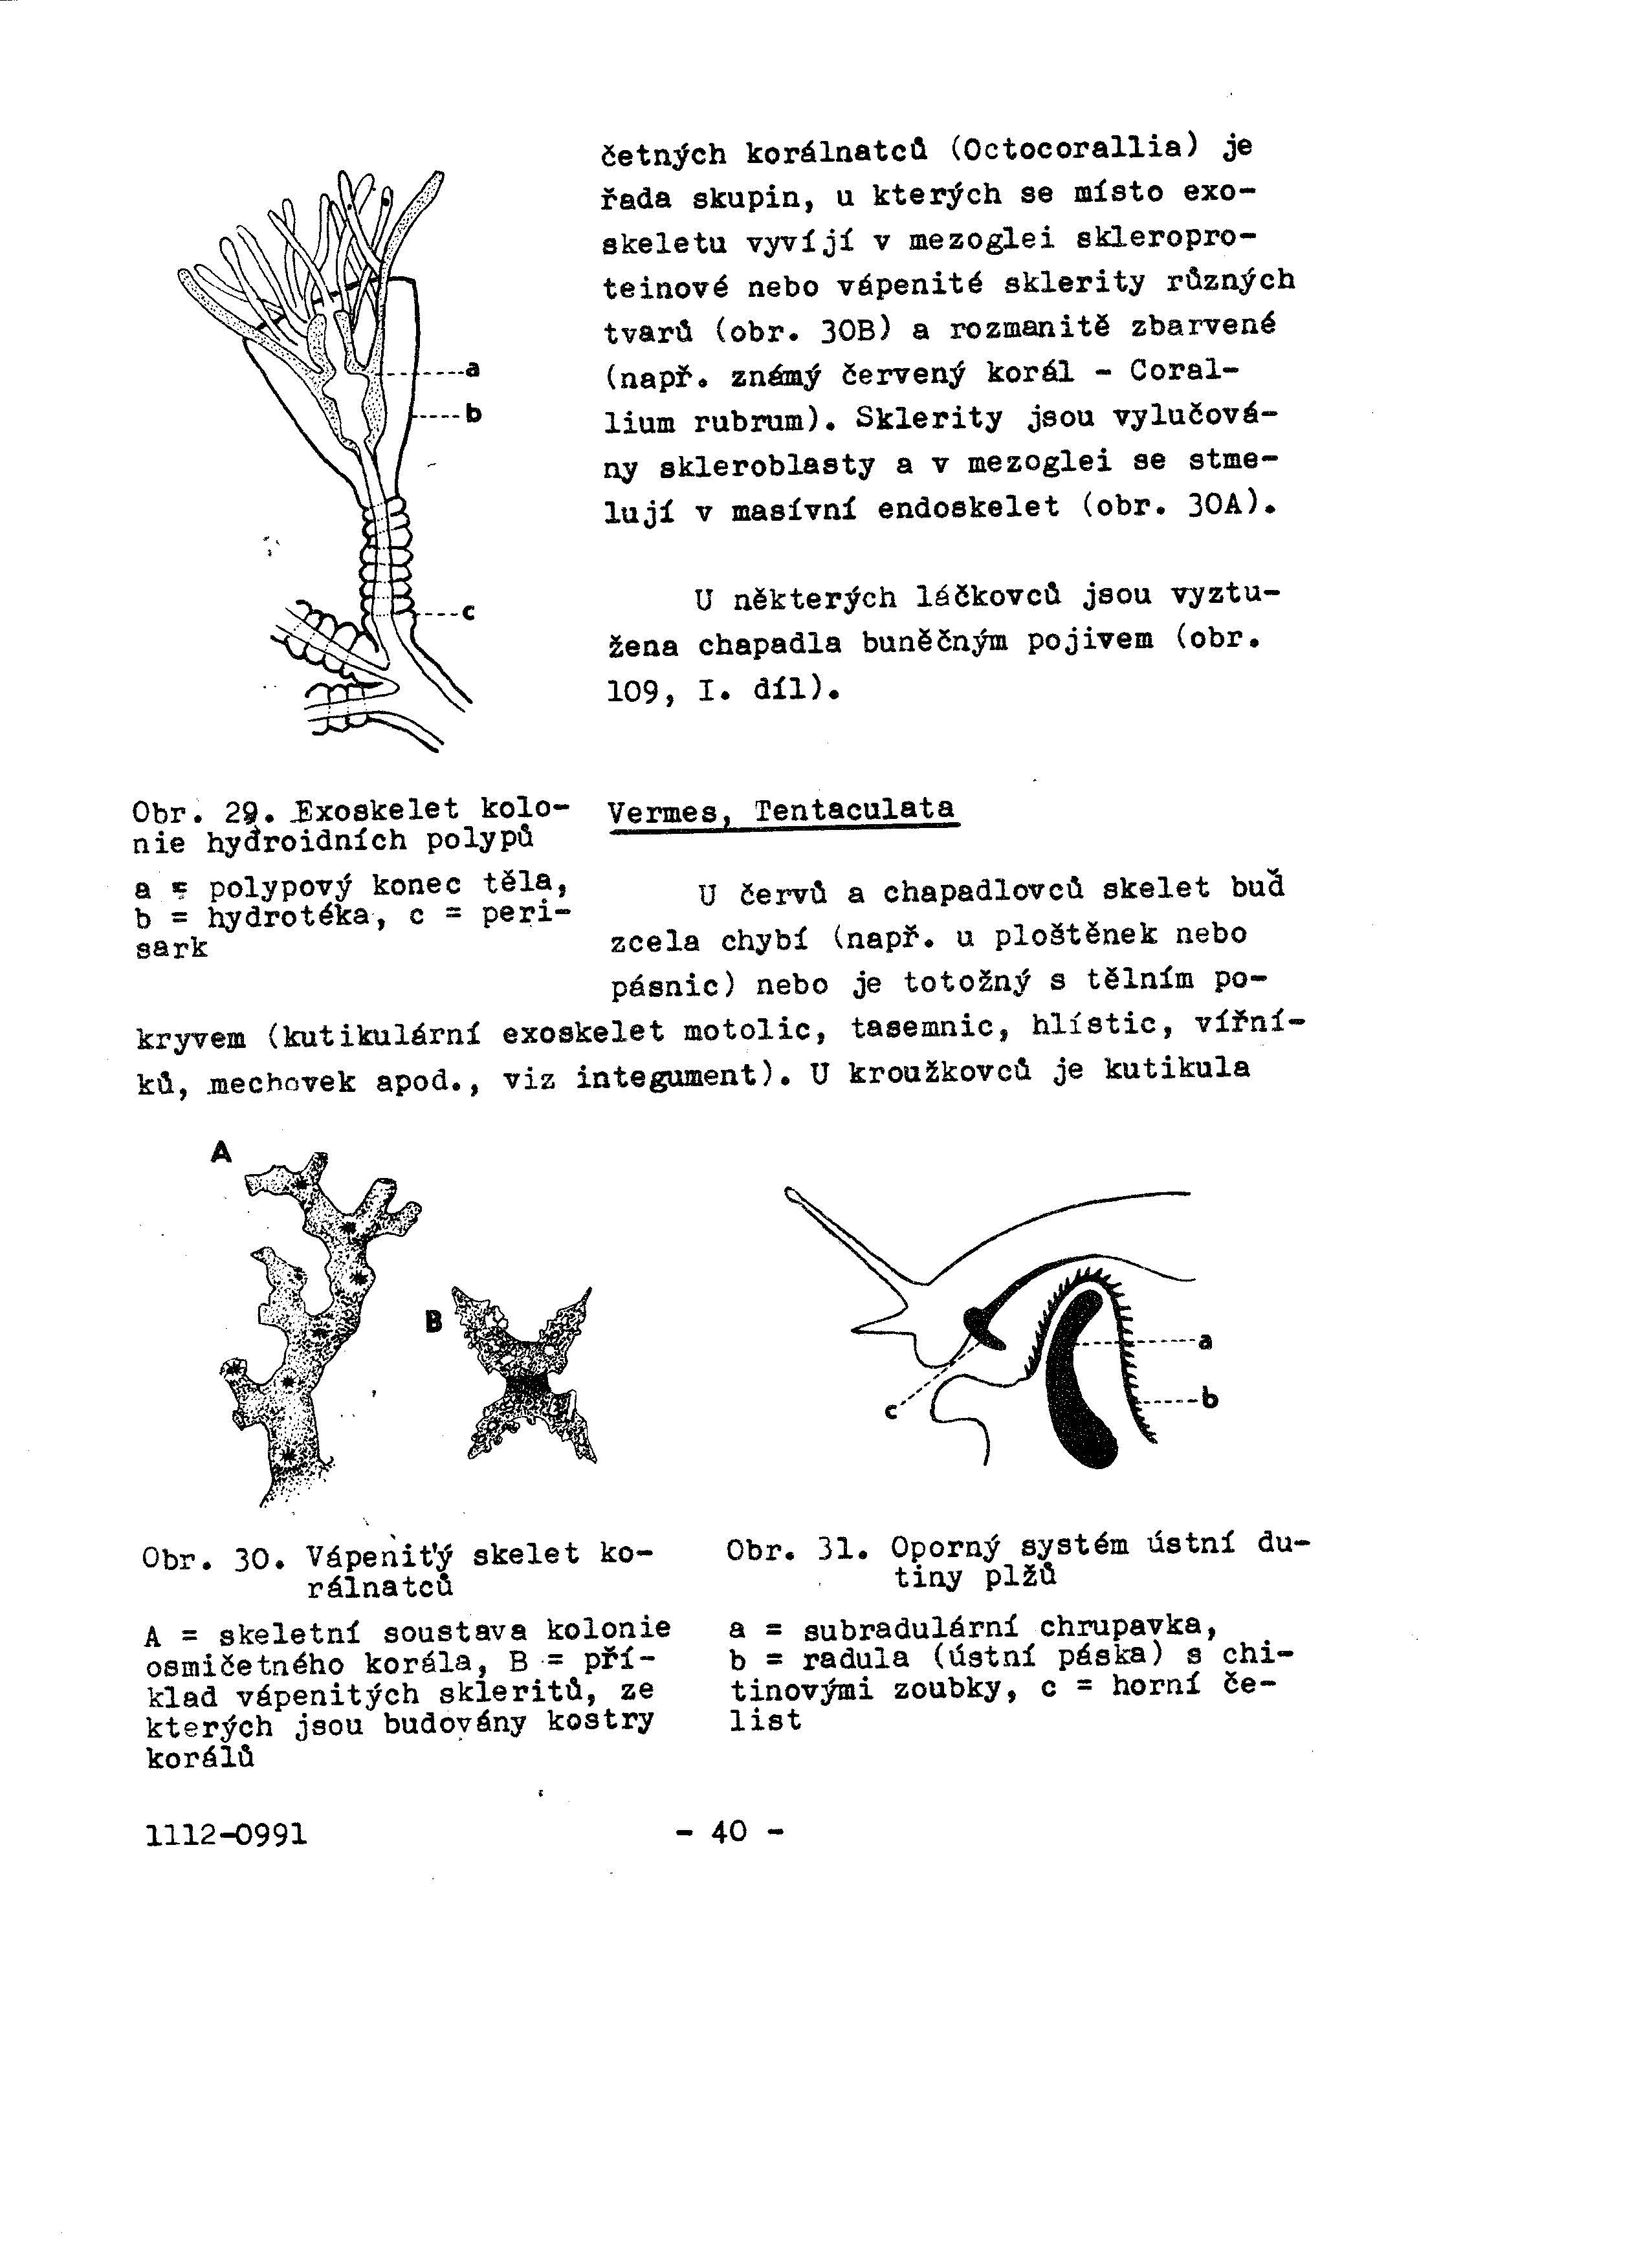 četných korálnatců (Octocorallia) je
řada skupin, u kterých se místo exo-
skeletu vyvíjí v mezoglei skleropro-
teinové nebo vápenité sklerity různých
tvarů (obr. 30B) a rozmanitě zbarvené
(např. známý červený korál - Coral-
lium rubrum). Sklerity jsou vylučová-
ny skleroblasty a v mezoglei se stme-
lují v masívní endoskelet (obr. 30A).
U některých láčkovců jsou vyztu-
žena chapadla buněčným pojivem (obr.
109, I. díl).
a
b
c
Obr. 29. Exoskelet kolo-
nie hydroidních polypů
a = polypový konec těla,
b = hydrotéka, c = peri-
sark
Vermes, Tentaculata
U červů a chapadlovců skelet buď
zcela chybí (např. u ploštěnek nebo
pásnic) nebo je totožný s tělním po-
kryvem (kutikulární exoskelet motolic, tasemnic, hlístic, vířní-
ků, mechovek apod., viz integument). U kroužkovců je kutikula
A
B
a
b
c
Obr. 30. Vápenitý skelet ko-
rálnatců
A = skeletní soustava kolonie
osmičetného korála, B = pří-
klad vápenitých skleritů, ze
kterých jsou budovány kostry
korálů
Obr. 31. Oporný systém ústní du-
tiny plžů
a = subradulární chrupavka,
b = radula (ústní páska) s chi-
tinovými zoubky, c = horní če-
list
1112-0991
- 40 -